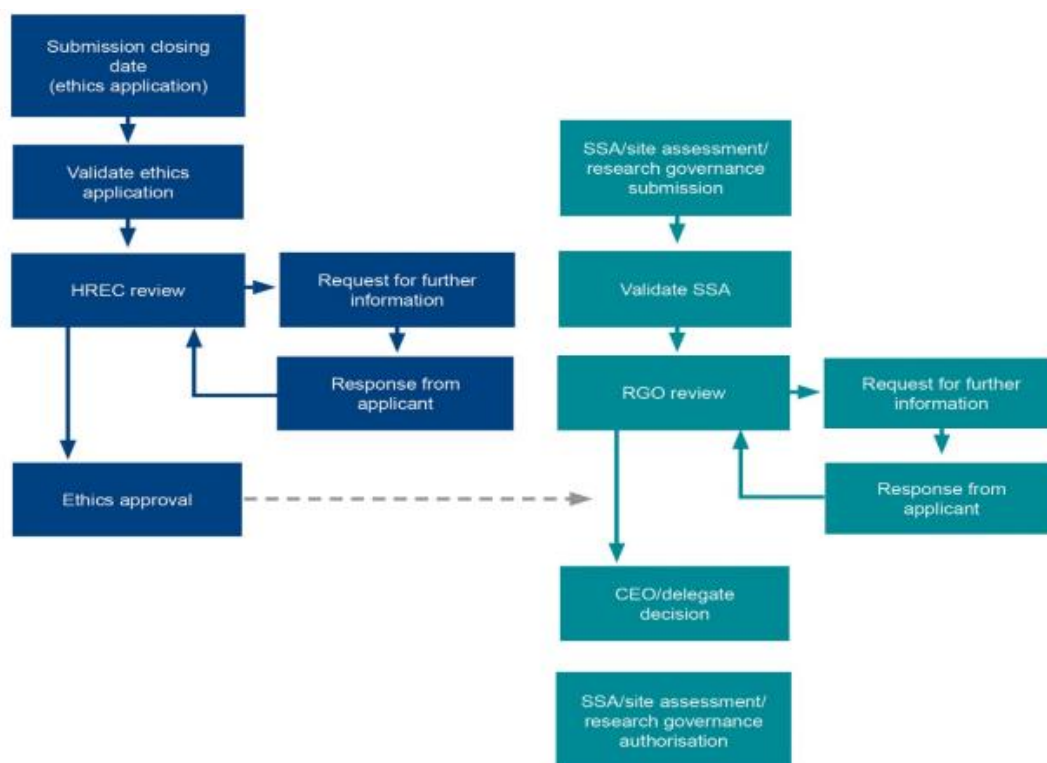 Submission closing
date
(ethics application)
Validate ethics
application
HREC review
Request for further
information
Response from
applicant
Ethics approval
SSA/site assessment/
research governance
submission
Validate SSA
RGO review
Request for further
information
Response from
applicant
CEO/delegate
decision
SSA/site assessment/
research governance
authorisation